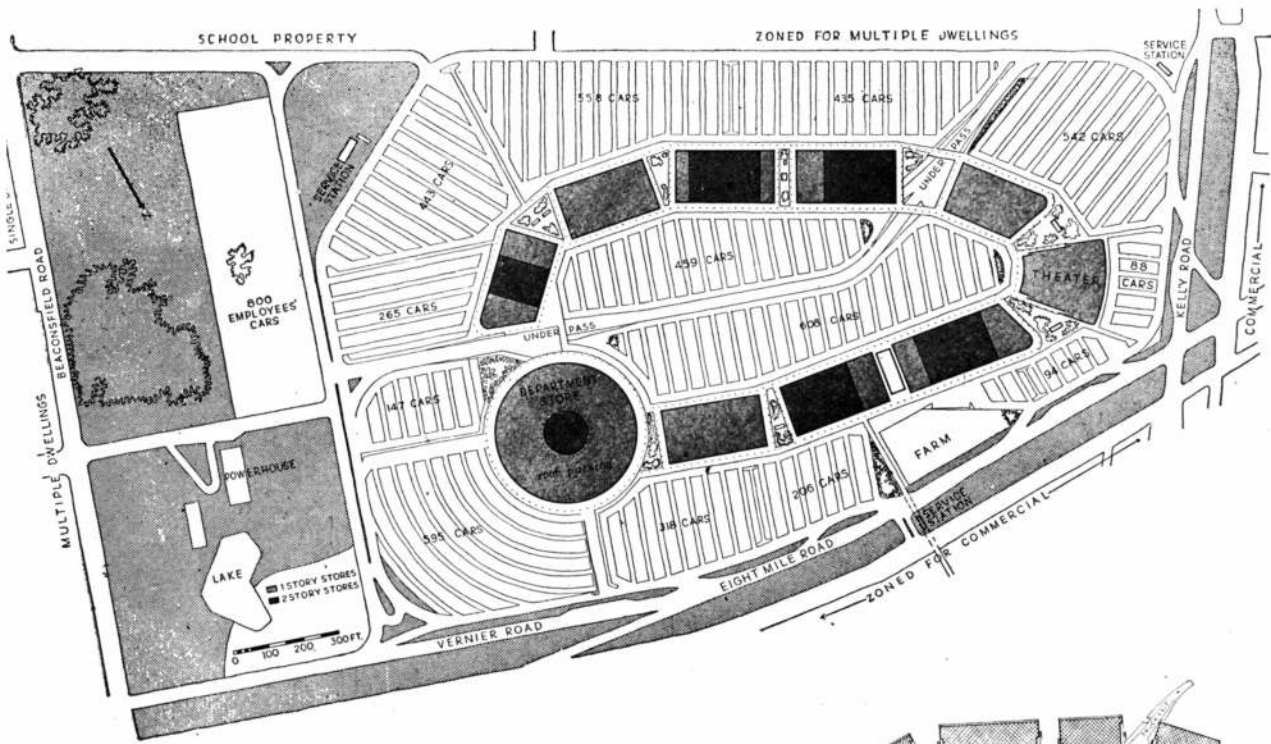 SCHOOL PROPERTY
ZONED FOR MULTIPLE DWELLINGS
SERVICE
STATION
558 CARS
435 CARS
542 CARS
443 CARS
SERVICE
STATION
UNDER PASS
SINGLE
BEACONSFIELD ROAD
MULTIPLE DWELLINGS
800
EMPLOYEES'
CARS
265 CARS
459 CARS
608 CARS
THEATER
88
CARS
KELLY ROAD
COMMERCIAL
UNDER PASS
94 CARS
147 CARS
DEPARTMENT
STORE
ROOF PARKING
FARM
POWERHOUSE
206 CARS
318 CARS
595 CARS
SERVICE
STATION
LAKE
1 STORY STORES
2 STORY STORES
0 100 200 300 FT.
VERNIER ROAD
EIGHT MILE ROAD
ZONED FOR COMMERCIAL